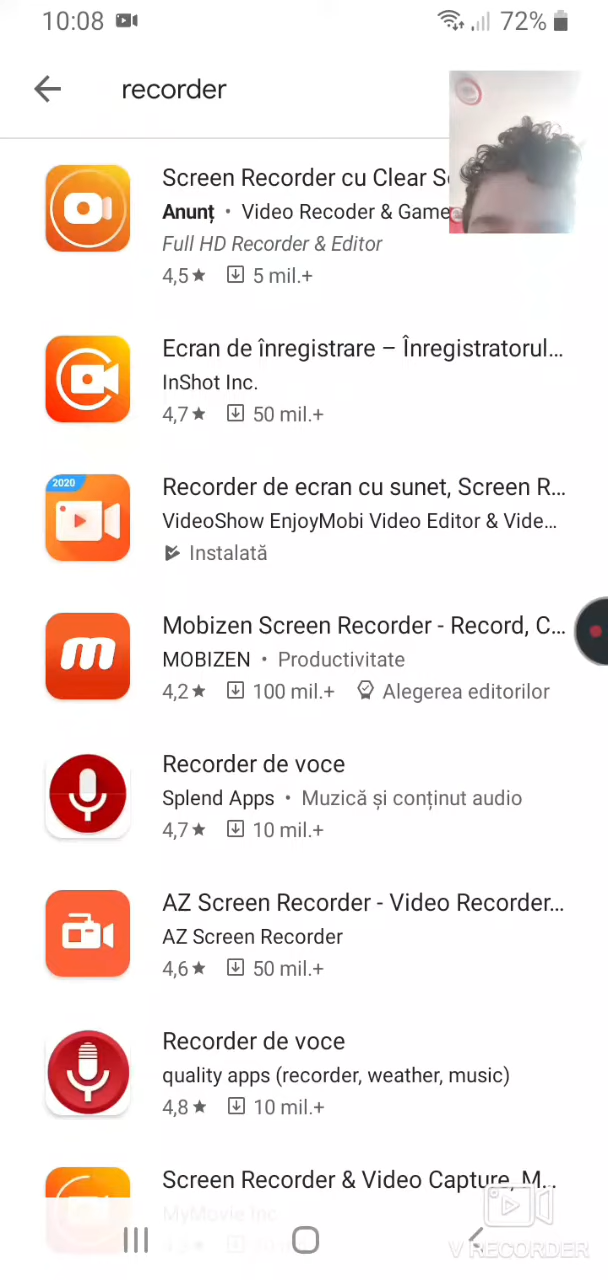 10:08
72%
recorder
Screen Recorder cu Clear S
Anunț • Video Recoder & Game
Full HD Recorder & Editor
4,5★ 5 mil.+
Ecran de înregistrare – Înregistratorul...
InShot Inc.
4,7★ 50 mil.+
2020
Recorder de ecran cu sunet, Screen R...
VideoShow EnjoyMobi Video Editor & Vide...
Instalată
Mobizen Screen Recorder - Record, C...
MOBIZEN • Productivitate
4,2★ 100 mil.+ Alegerea editorilor
Recorder de voce
Splend Apps • Muzică și conținut audio
4,7★ 10 mil.+
AZ Screen Recorder - Video Recorder...
AZ Screen Recorder
4,6★ 50 mil.+
Recorder de voce
quality apps (recorder, weather, music)
4,8★ 10 mil.+
Screen Recorder & Video Capture, M...
MyMovie Inc.
V RECORDER